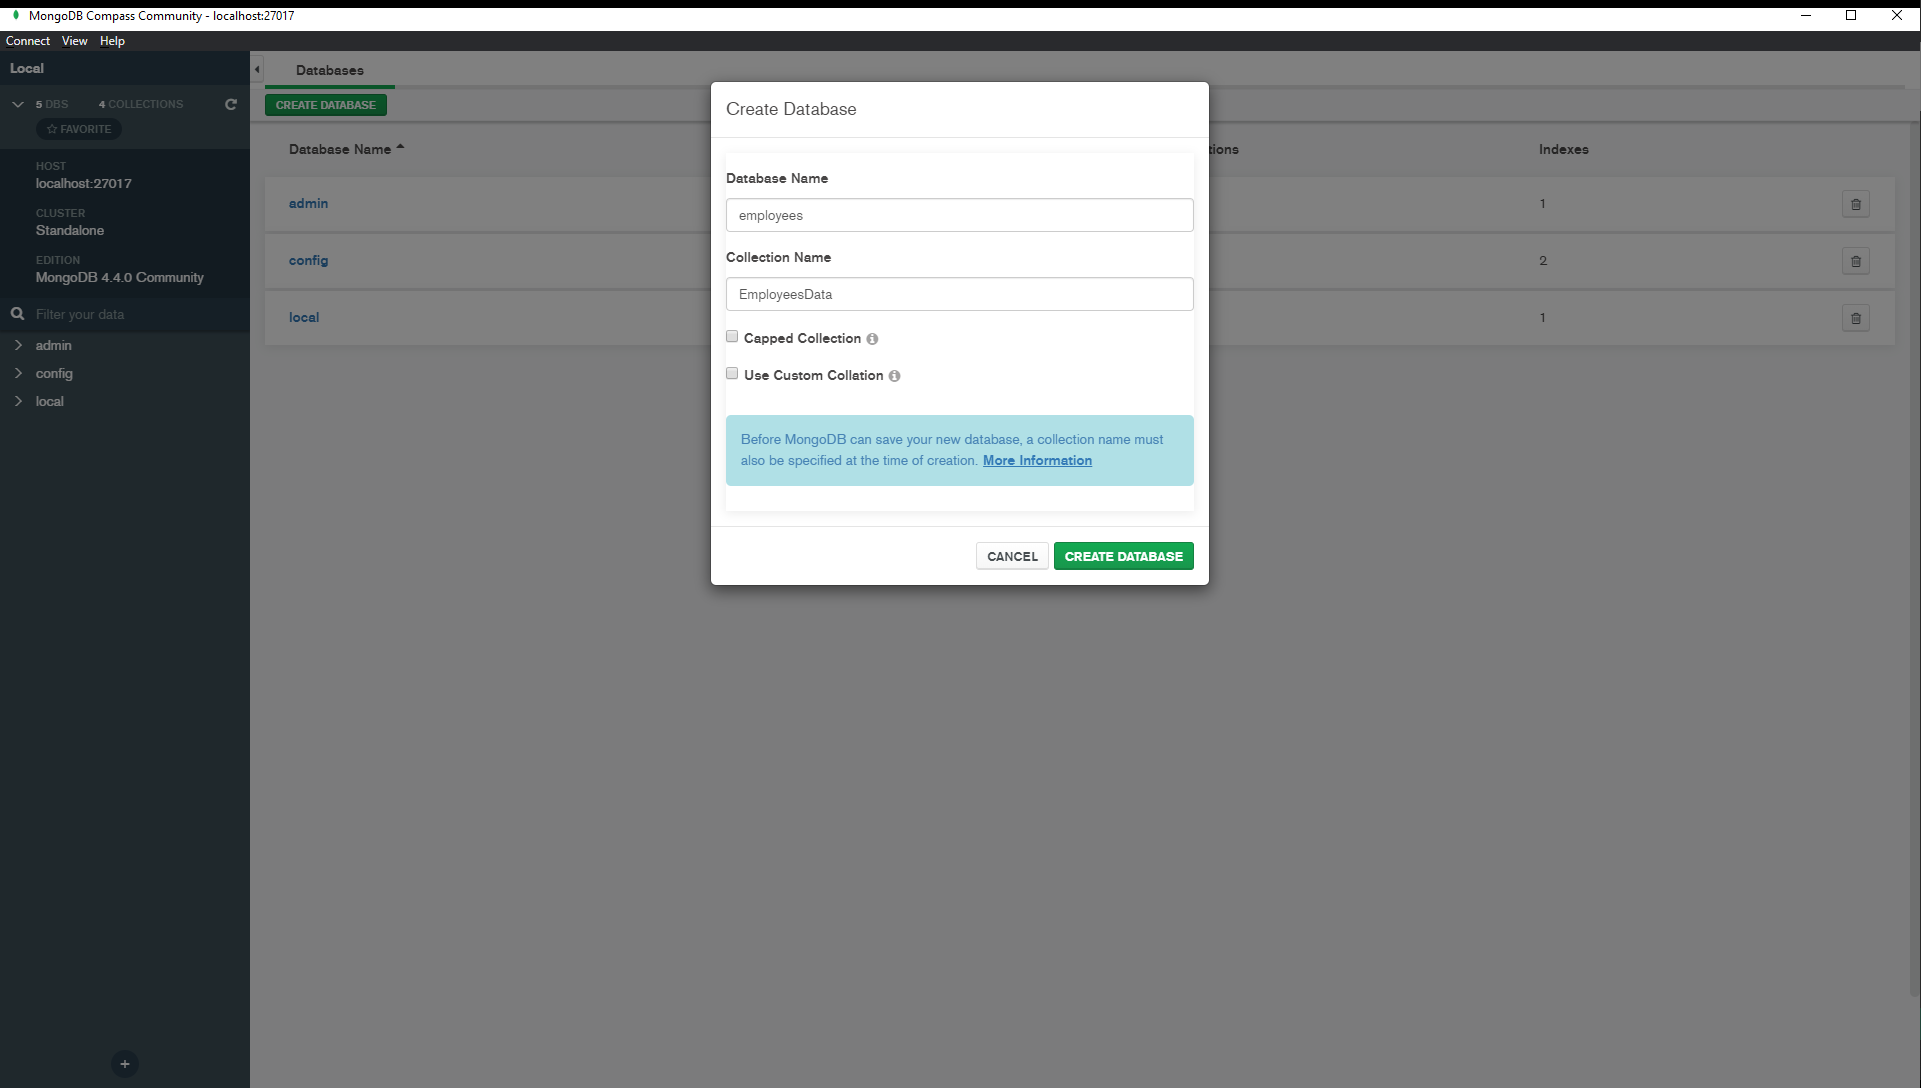 MongoDB Compass Community - localhost:27017
Connect View Help
Local
5 DBS 4 COLLECTIONS
FAVORITE
HOST
localhost:27017
CLUSTER
Standalone
EDITION
MongoDB 4.4.0 Community
Filter your data
admin
config
local
Databases
CREATE DATABASE
Database Name tions Indexes
admin 1
config 2
local 1
Create Database
Database Name
employees
Collection Name
EmployeesData
Capped Collection
Use Custom Collation
Before MongoDB can save your new database, a collection name must
also be specified at the time of creation. More Information
CANCEL CREATE DATABASE